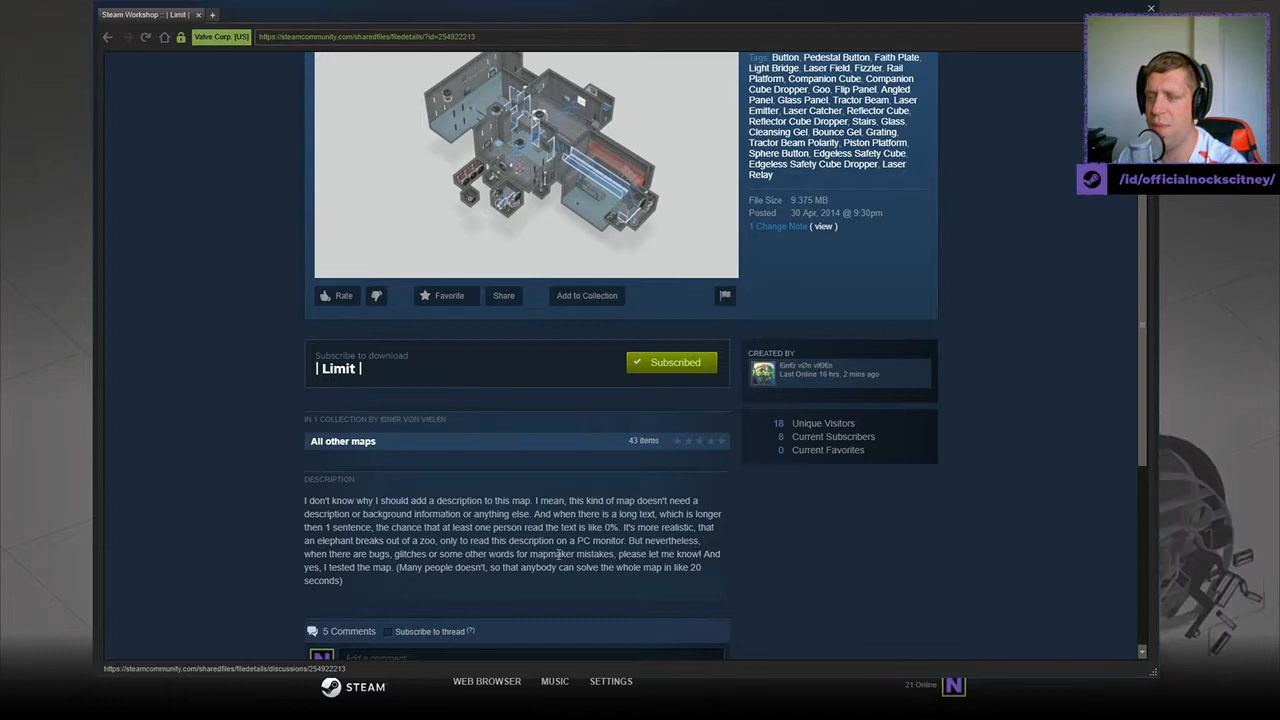 Steam Workshop :: | Limit |
Valve Corp. [US]
https://steamcommunity.com/sharedfiles/filedetails/?id=254922213
/id/officialnockscitney/
Tags: Button, Pedestal Button, Faith Plate,
Light Bridge, Laser Field, Fizzler, Rail
Platform, Companion Cube, Companion
Cube Dropper, Goo, Flip Panel, Angled
Panel, Glass Panel, Tractor Beam, Laser
Emitter, Laser Catcher, Reflector Cube,
Reflector Cube Dropper, Stairs, Glass,
Cleansing Gel, Bounce Gel, Grating,
Tractor Beam Polarity, Piston Platform,
Sphere Button, Edgeless Safety Cube,
Edgeless Safety Cube Dropper, Laser
Relay
File Size 9.375 MB
Posted 30 Apr, 2014 @ 9:30pm
1 Change Note ( view )
Rate
Favorite
Share
Add to Collection
Subscribe to download
| Limit |
Subscribed
CREATED BY
Last Online 16 hrs, 2 mins ago
18 Unique Visitors
8 Current Subscribers
0 Current Favorites
IN 1 COLLECTION BY
All other maps
43 items
DESCRIPTION
I don't know why I should add a description to this map. I mean, this kind of map doesn't need a
description or background information or anything else. And when there is a long text, which is longer
then 1 sentence, the chance that at least one person read the text is like 0%. It's more realistic, that
an elephant breaks out of a zoo, only to read this description on a PC monitor. But nevertheless,
when there are bugs, glitches or some other words for mapmaker mistakes, please let me know! And
yes, I tested the map. (Many people doesn't, so that anybody can solve the whole map in like 20
seconds)
5 Comments
Subscribe to thread (?)
Add a comment
https://steamcommunity.com/sharedfiles/filedetails/discussions/254922213
STEAM
WEB BROWSER
MUSIC
SETTINGS
21 Online
N